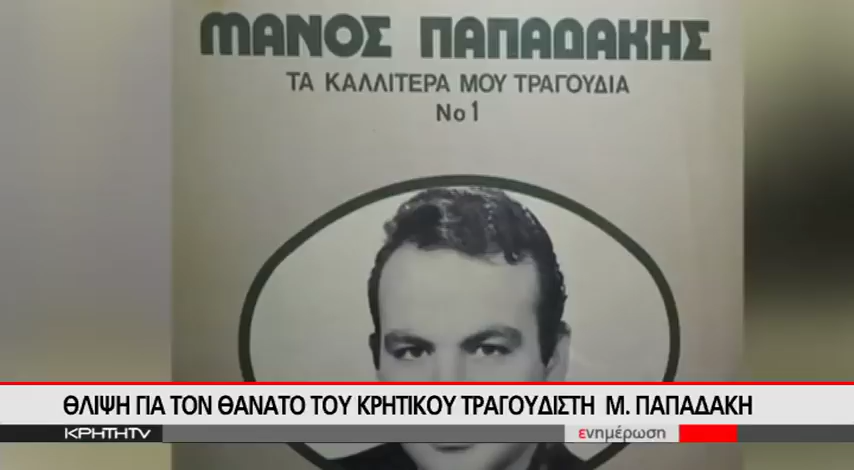 ΜΑΝΟΣ ΠΑΠΑΔΑΚΗΣ
ΤΑ ΚΑΛΛΙΤΕΡΑ ΜΟΥ ΤΡΑΓΟΥΔΙΑ
Νο 1
ΘΛΙΨΗ ΓΙΑ ΤΟΝ ΘΑΝΑΤΟ ΤΟΥ ΚΡΗΤΙΚΟΥ ΤΡΑΓΟΥΔΙΣΤΗ Μ. ΠΑΠΑΔΑΚΗ
ΚΡΗΤΗTV
ενημέρωση